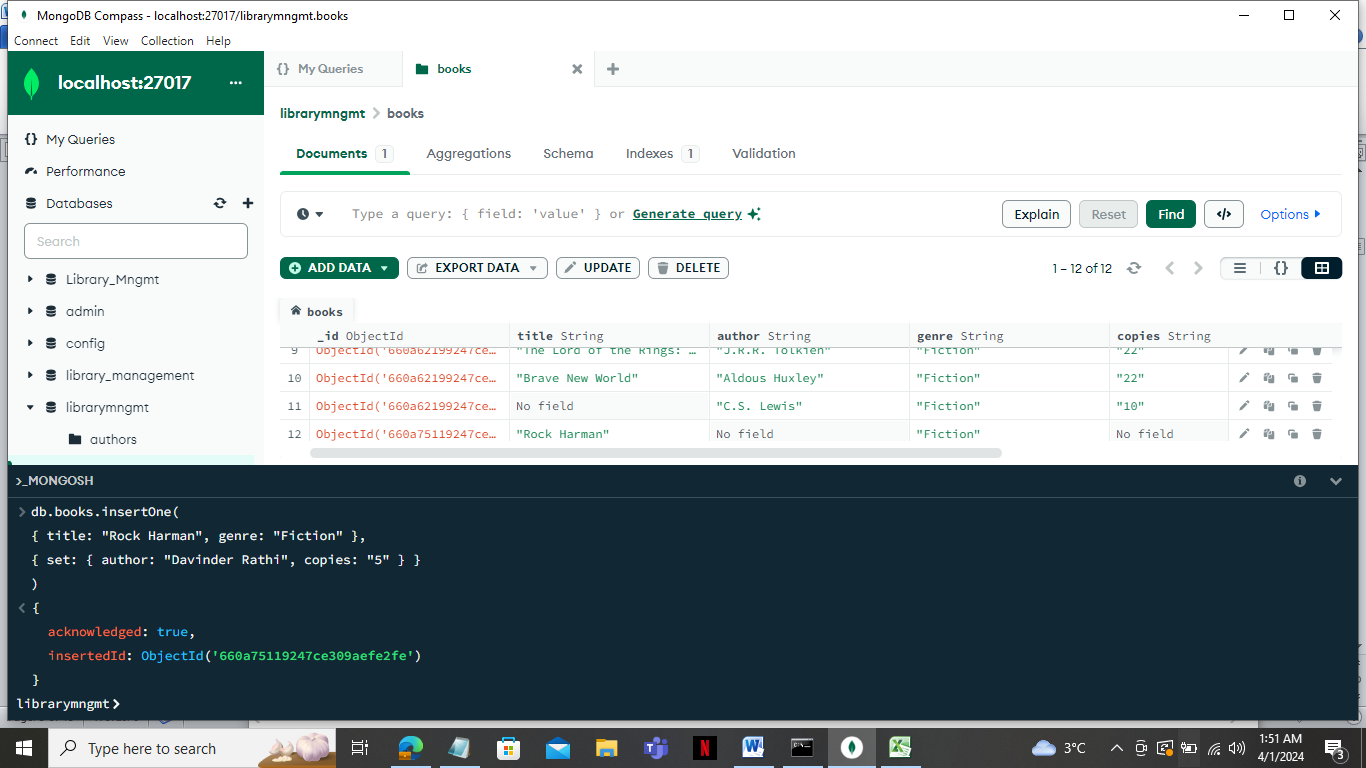 MongoDB Compass - localhost:27017/librarymngmt.books
Connect Edit View Collection Help
localhost:27017 ...
{} My Queries
books
My Queries
Performance
Databases
Search
Library_Mngmt
admin
config
library_management
librarymngmt
authors
librarymngmt > books
Documents 1 Aggregations Schema Indexes 1 Validation
Type a query: { field: 'value' } or Generate query
Explain Reset Find </> Options
ADD DATA EXPORT DATA UPDATE DELETE
1 – 12 of 12
{}
books
_id ObjectId title String author String genre String copies String
9 ObjectId('660a62199247ce… "The Lord of the Rings: … "J.R.R. Tolkien" "Fiction" "22"
10 ObjectId('660a62199247ce… "Brave New World" "Aldous Huxley" "Fiction" "22"
11 ObjectId('660a62199247ce… No field "C.S. Lewis" "Fiction" "10"
12 ObjectId('660a75119247ce… "Rock Harman" No field "Fiction" No field
>_MONGOSH
> db.books.insertOne(
{ title: "Rock Harman", genre: "Fiction" },
{ set: { author: "Davinder Rathi", copies: "5" } }
)
< {
acknowledged: true,
insertedId: ObjectId('660a75119247ce309aefe2fe')
}
librarymngmt>
Type here to search
3°C
1:51 AM
4/1/2024
3